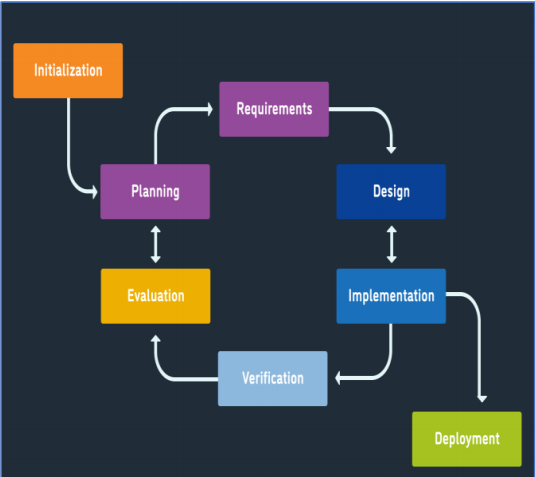 Initialization
Requirements
Planning
Design
Evaluation
Implementation
Verification
Deployment